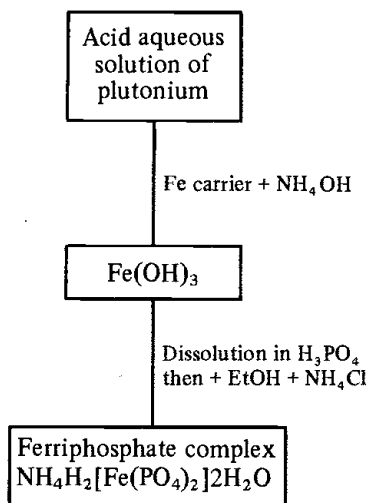 Acid aqueous
solution of
plutonium
Fe carrier + NH₄OH
Fe(OH)₃
Dissolution in H₃PO₄
then + EtOH + NH₄Cl
Ferriphosphate complex
NH₄H₂[Fe(PO₄)₂]2H₂O